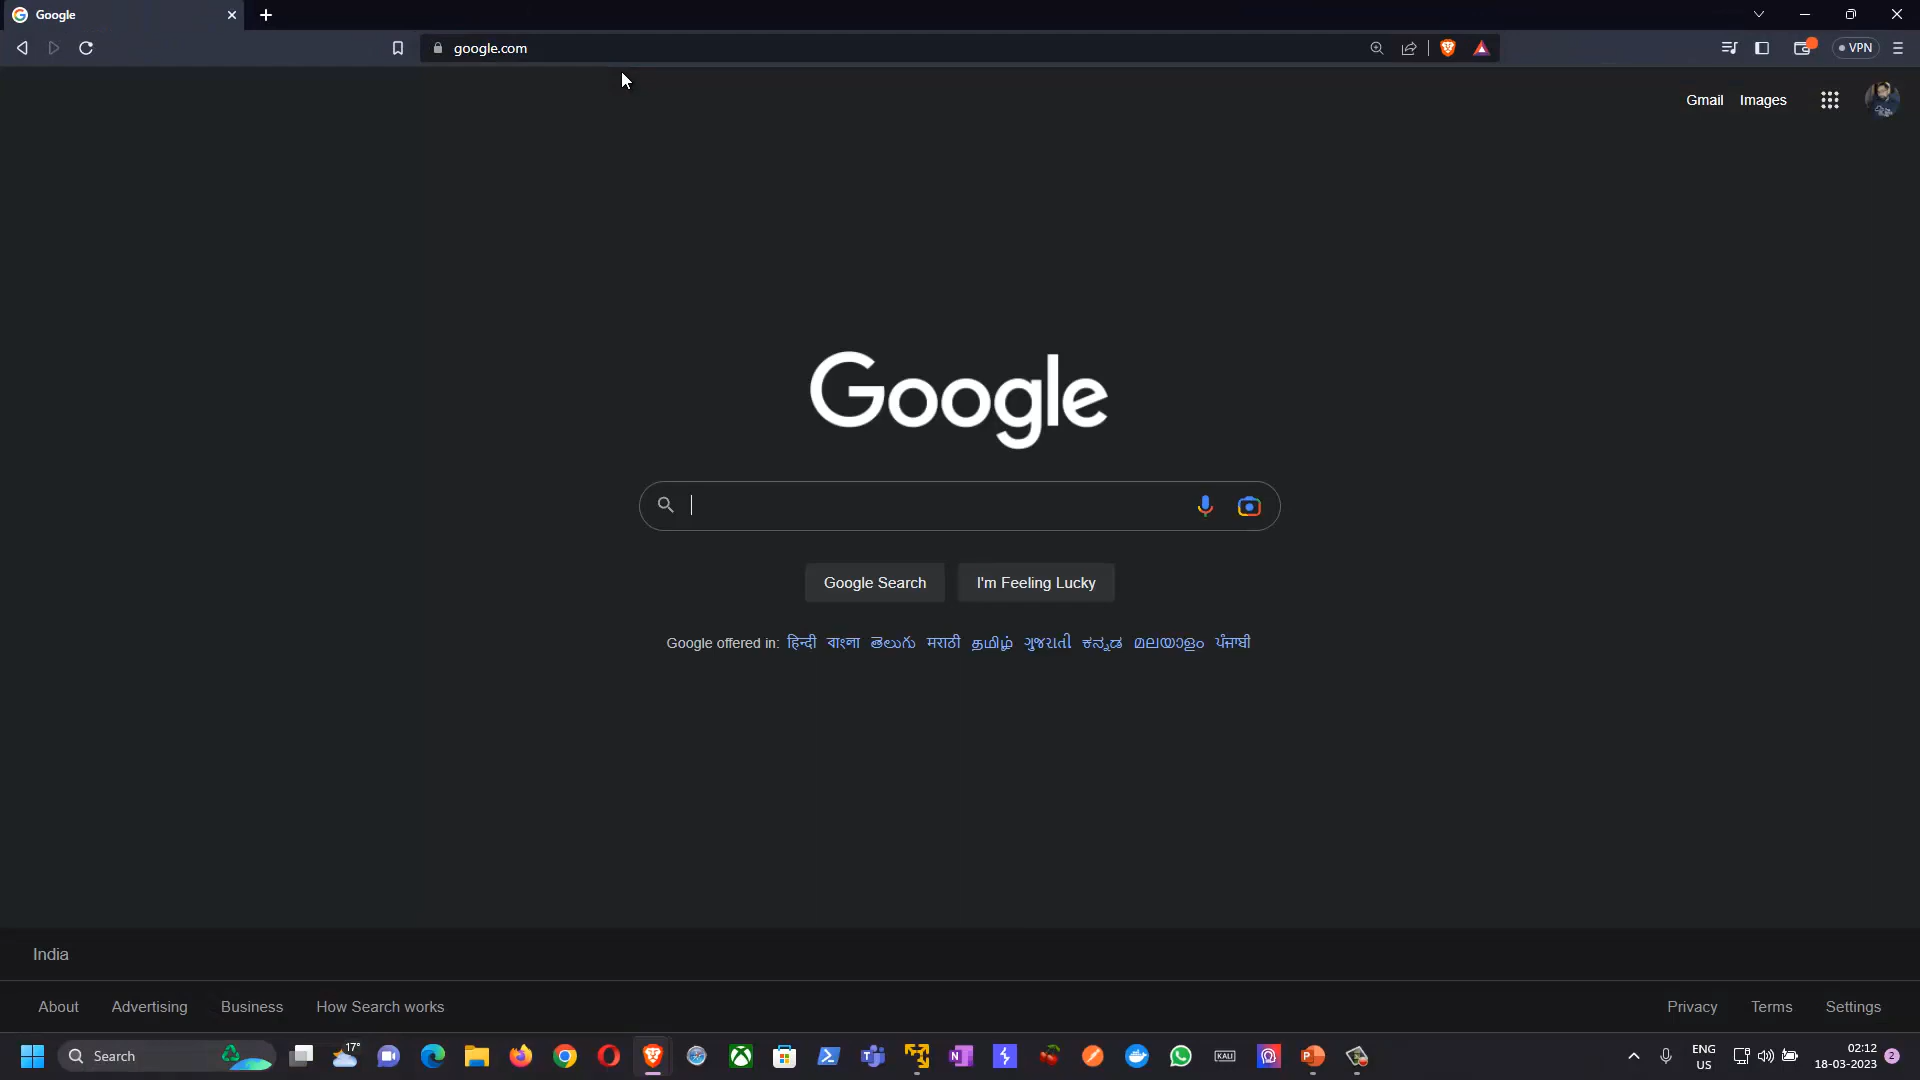 Google
google.com
VPN
Gmail Images
Google
Google Search I'm Feeling Lucky
Google offered in: हिन्दी বাংলা తెలుగు मराठी தமிழ் ગુજરાતી ಕನ್ನಡ മലയാളം ਪੰਜਾਬੀ
India
About Advertising Business How Search works Privacy Terms Settings
Search 17° KALI ENG
US 02:12
18-03-2023 2